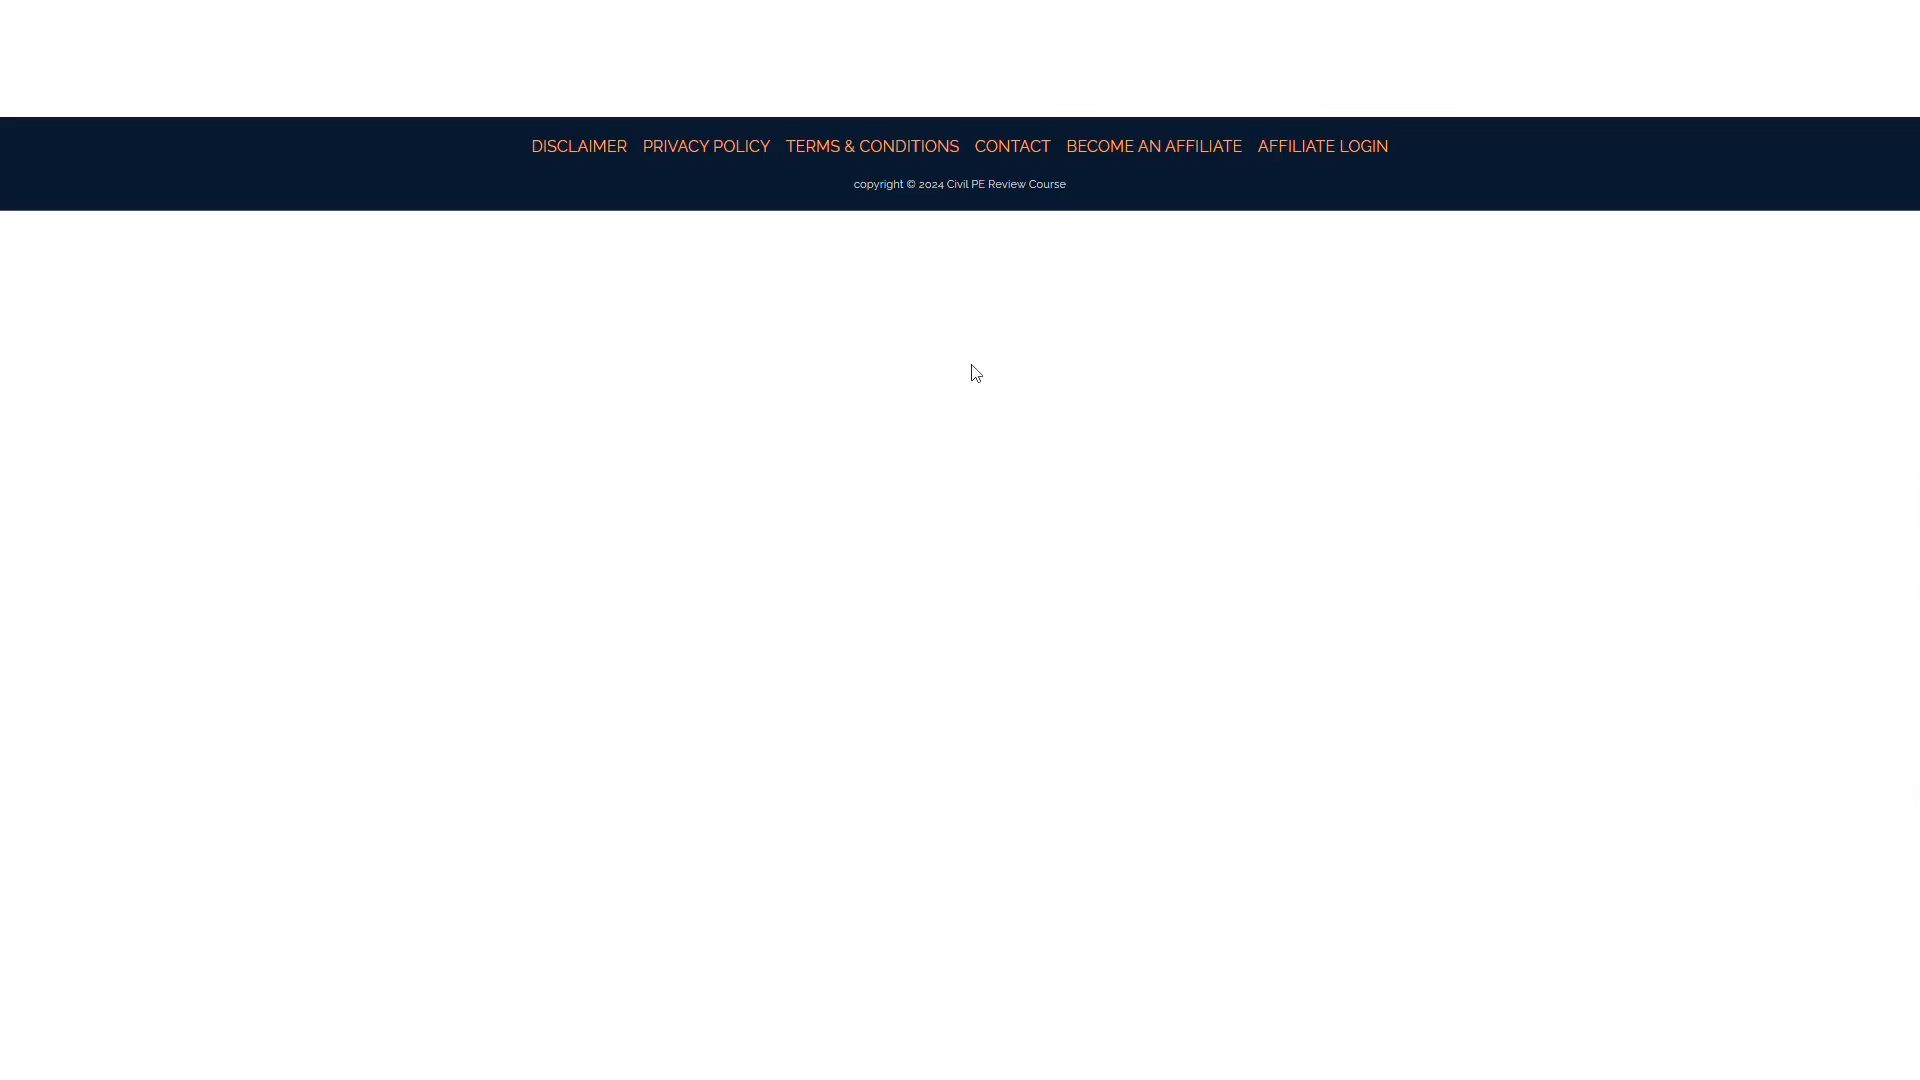 DISCLAIMER PRIVACY POLICY TERMS & CONDITIONS CONTACT BECOME AN AFFILIATE AFFILIATE LOGIN
copyright © 2024 Civil PE Review Course